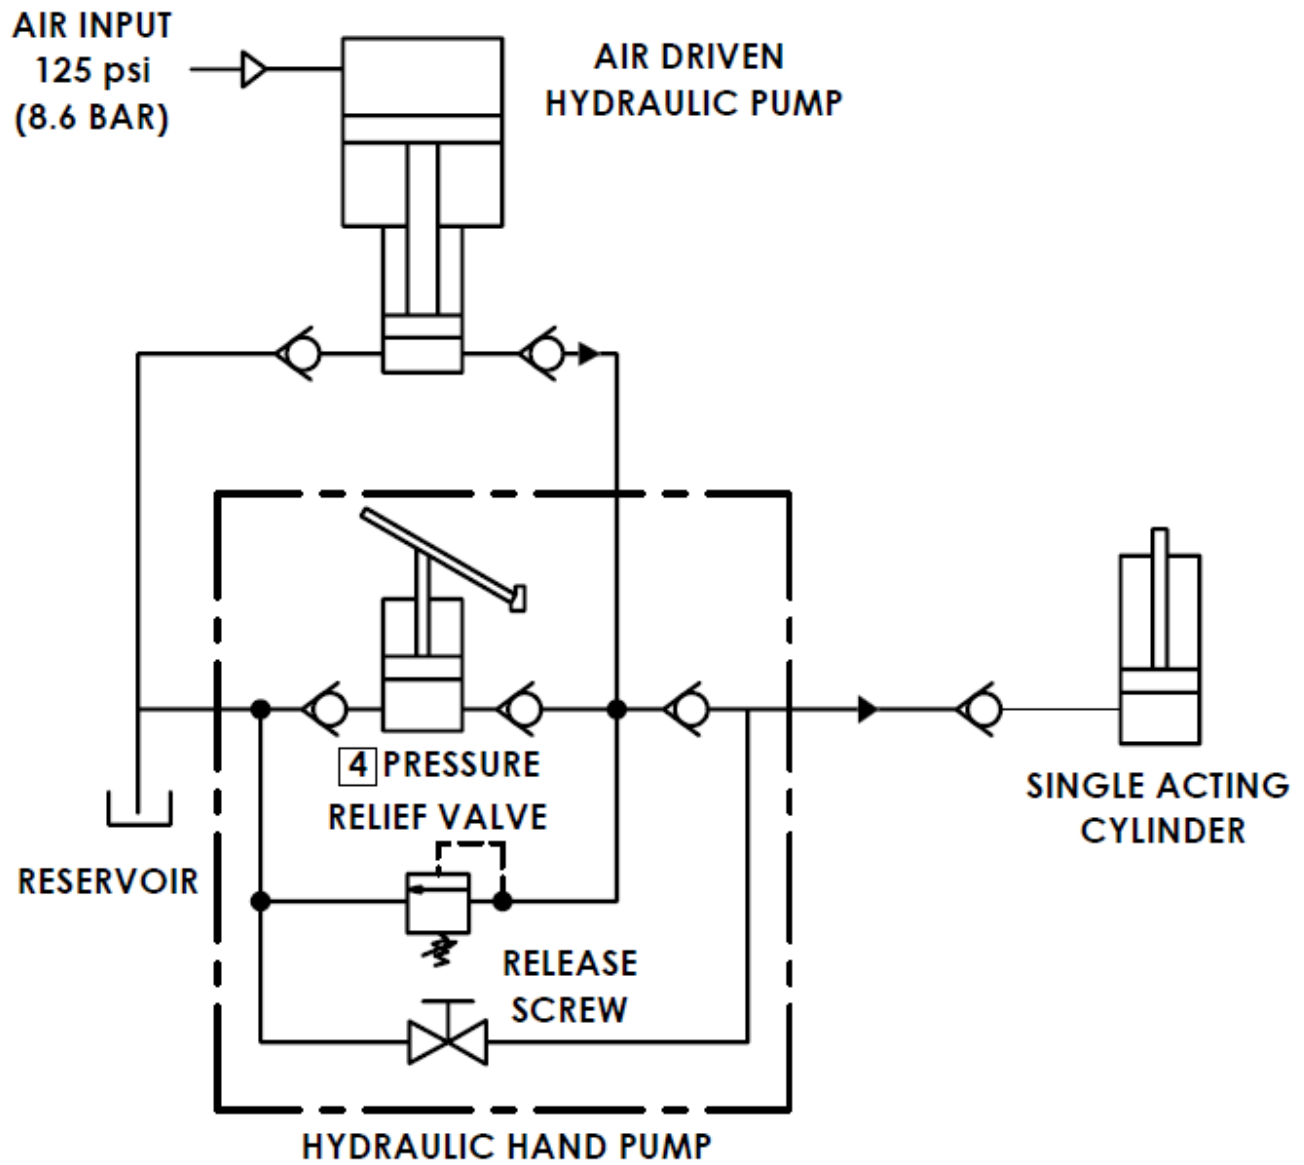 AIR INPUT
125 psi
(8.6 BAR)
AIR DRIVEN
HYDRAULIC PUMP
4 PRESSURE
RELIEF VALVE
SINGLE ACTING
CYLINDER
RESERVOIR
RELEASE
SCREW
HYDRAULIC HAND PUMP